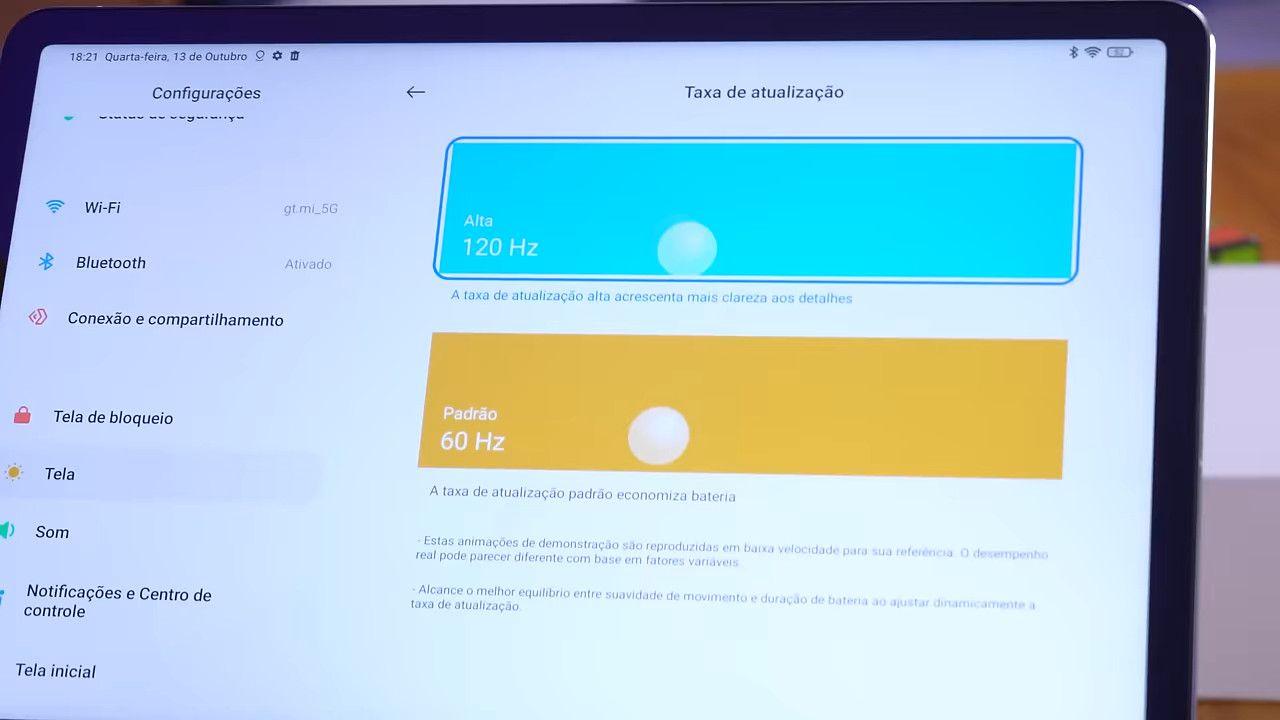 18:21 Quarta-feira, 13 de Outubro
Configurações
Taxa de atualização
Status de segurança
Wi-Fi
gt.mi_5G
Bluetooth
Ativado
Conexão e compartilhamento
Tela de bloqueio
Tela
Som
Notificações e Centro de
controle
Tela inicial
Alta
120 Hz
A taxa de atualização alta acrescenta mais clareza aos detalhes
Padrão
60 Hz
A taxa de atualização padrão economiza bateria
- Estas animações de demonstração são reproduzidas em baixa velocidade para sua referência. O desempenho
real pode parecer diferente com base em fatores variáveis.
- Alcance o melhor equilíbrio entre suavidade de movimento e duração de bateria ao ajustar dinamicamente a
taxa de atualização.